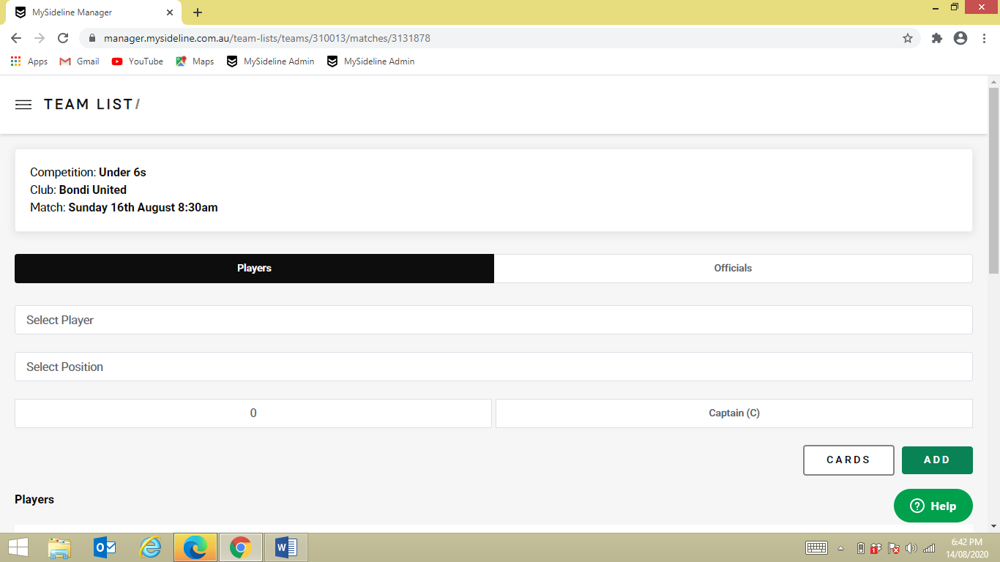 MySideline Manager
manager.mysideline.com.au/team-lists/teams/310013/matches/3131878
Apps Gmail YouTube Maps MySideline Admin MySideline Admin
TEAM LIST/
Competition: Under 6s
Club: Bondi United
Match: Sunday 16th August 8:30am
Players Officials
Select Player
Select Position
0 Captain (C)
CARDS ADD
Players
? Help
6:42 PM
14/08/2020